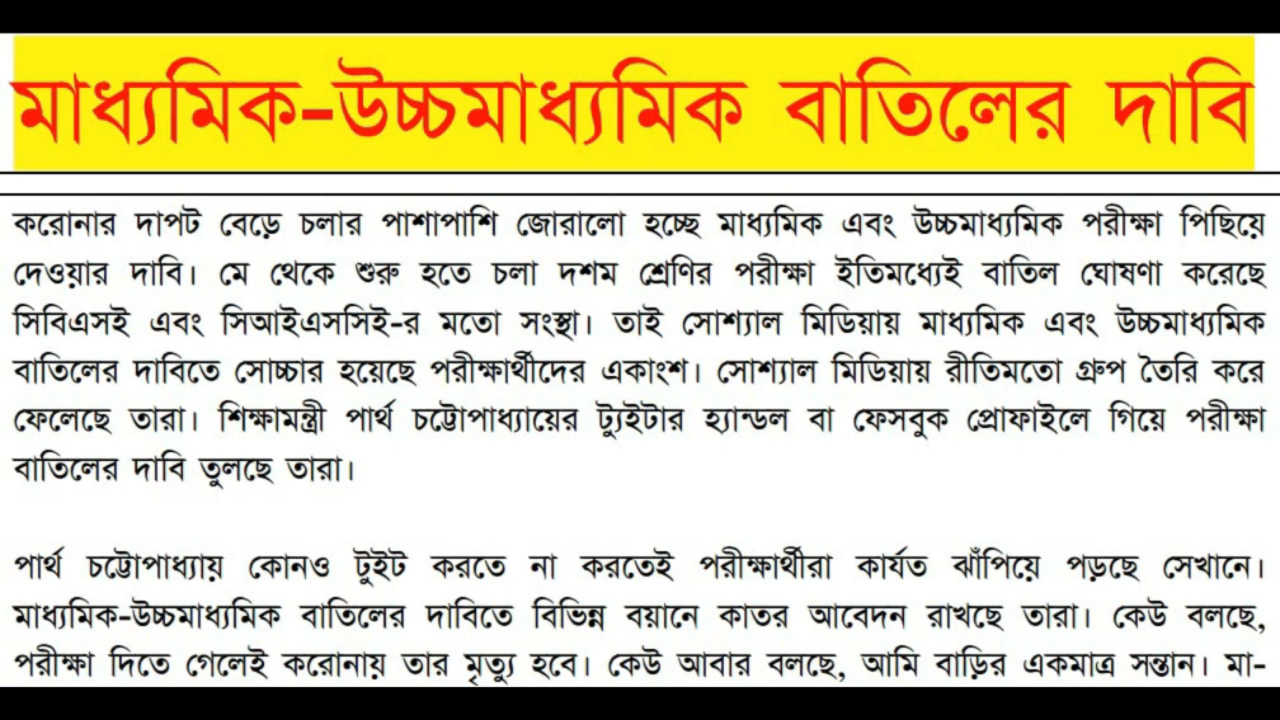 মাধ্যমিক-উচ্চমাধ্যমিক বাতিলের দাবি
করোনার দাপট বেড়ে চলার পাশাপাশি জোরালো হচ্ছে মাধ্যমিক এবং উচ্চমাধ্যমিক পরীক্ষা পিছিয়ে
দেওয়ার দাবি। মে থেকে শুরু হতে চলা দশম শ্রেণির পরীক্ষা ইতিমধ্যেই বাতিল ঘোষণা করেছে
সিবিএসই এবং সিআইএসসিই-র মতো সংস্থা। তাই সোশ্যাল মিডিয়ায় মাধ্যমিক এবং উচ্চমাধ্যমিক
বাতিলের দাবিতে সোচ্চার হয়েছে পরীক্ষার্থীদের একাংশ। সোশ্যাল মিডিয়ায় রীতিমতো গ্রুপ তৈরি করে
ফেলেছে তারা। শিক্ষামন্ত্রী পার্থ চট্টোপাধ্যায়ের ট্যুইটার হ্যান্ডল বা ফেসবুক প্রোফাইলে গিয়ে পরীক্ষা
বাতিলের দাবি তুলছে তারা।
পার্থ চট্টোপাধ্যায় কোনও টুইট করতে না করতেই পরীক্ষার্থীরা কার্যত ঝাঁপিয়ে পড়ছে সেখানে।
মাধ্যমিক-উচ্চমাধ্যমিক বাতিলের দাবিতে বিভিন্ন বয়ানে কাতর আবেদন রাখছে তারা। কেউ বলছে,
পরীক্ষা দিতে গেলেই করোনায় তার মৃত্যু হবে। কেউ আবার বলছে, আমি বাড়ির একমাত্র সন্তান। মা-